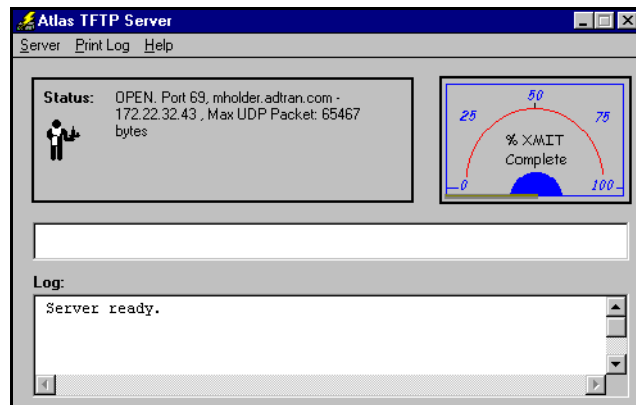 Atlas TFTP Server
Server Print Log Help
Status: OPEN. Port 69, mholder.adtran.com -
172.22.32.43 , Max UDP Packet: 65467
bytes
50
25 75
% XMIT
Complete
0 100
Log:
Server ready.